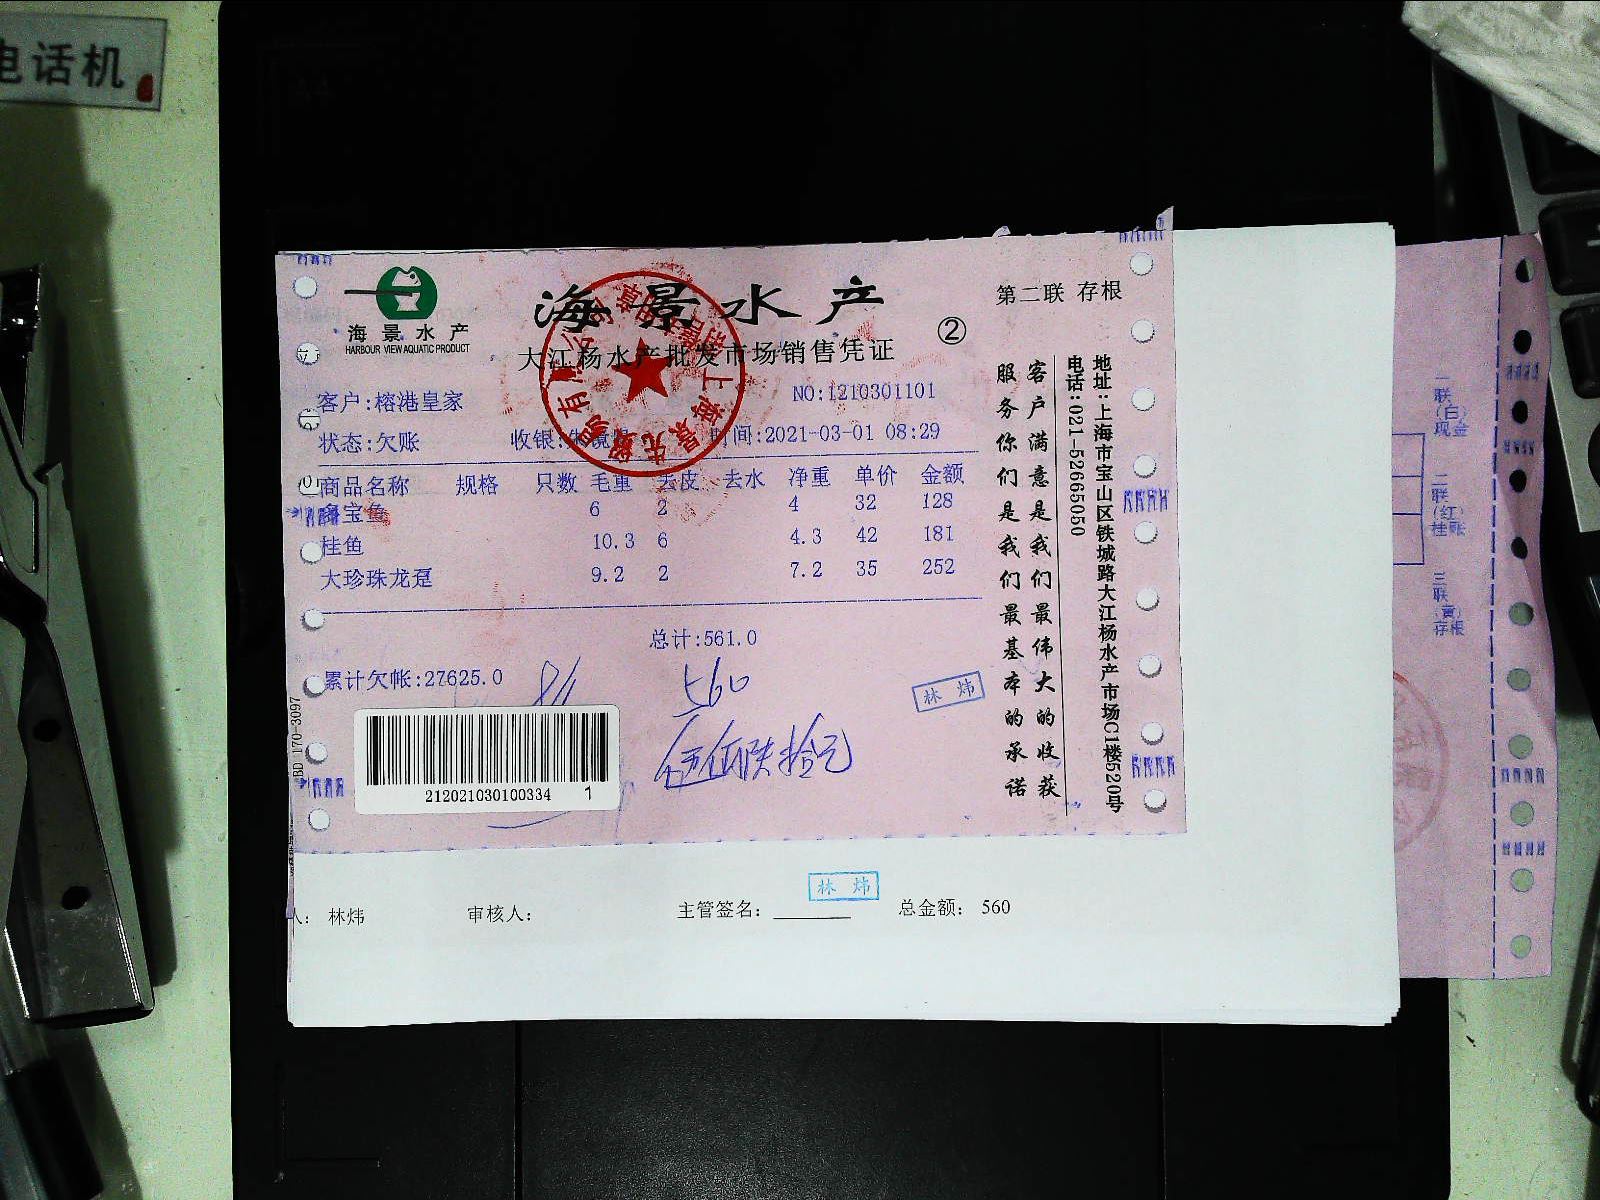 电话机
海景水产
HARBOUR VIEW AQUATIC PRODUCT
海景水产
第二联 存根
大江杨水产批发市场销售凭证
②
客户:榕港皇家
NO:1210301101
状态:欠账 收银: 时间:2021-03-01 08:29
商品名称 规格 只数 毛重 去皮 去水 净重 单价 金额
宝鱼 6 2 4 32 128
桂鱼 10.3 6 4.3 42 181
大珍珠龙趸 9.2 2 7.2 35 252
总计:561.0
累计欠帐:27625.0
560
伍佰陆拾元
林炜
212021030100334 1
170-3097
客户满意是我们最伟大的收获
服务你们是我们最基本的承诺
地址:上海市宝山区铁城路大江杨水产市场C1楼520号
电话:021-52665050
人: 林炜 审核人: 主管签名: 总金额: 560
林炜
一联(白)现金
二联(红)挂账
三联(黄)存根